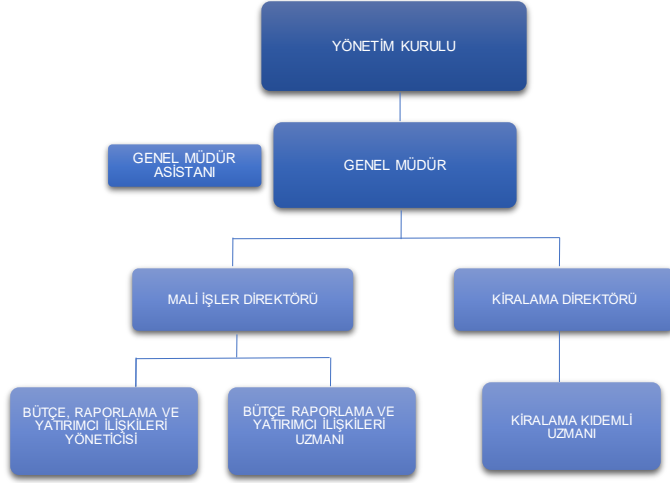 YÖNETİM KURULU
GENEL MÜDÜR
ASİSTANI
GENEL MÜDÜR
MALİ İŞLER DİREKTÖRÜ
KİRALAMA DİREKTÖRÜ
BÜTÇE, RAPORLAMA VE
YATIRIMCI İLİŞKİLERİ
YÖNETİCİSİ
BÜTÇE RAPORLAMA VE
YATIRIMCI İLİŞKİLERİ
UZMANI
KİRALAMA KIDEMLİ
UZMANI